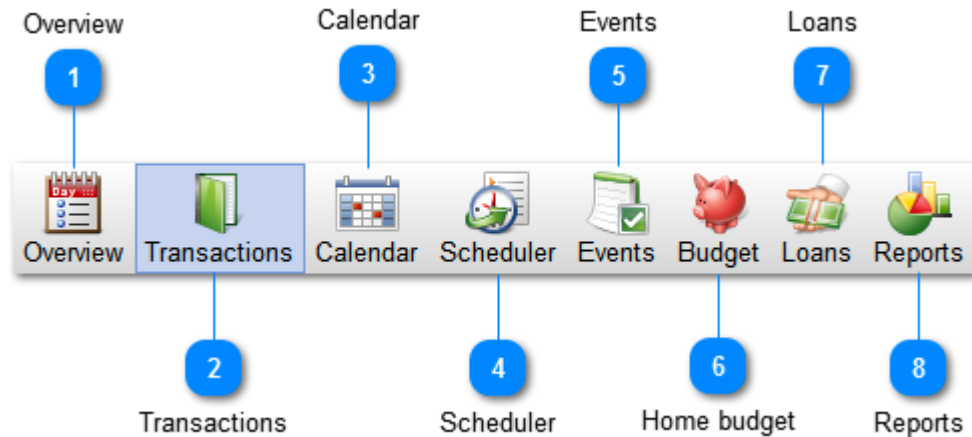 Overview
Calendar
Events
Loans
1
3
5
7
Day
Overview
Transactions
Calendar
Scheduler
Events
Budget
Loans
Reports
2
4
6
8
Transactions
Scheduler
Home budget
Reports